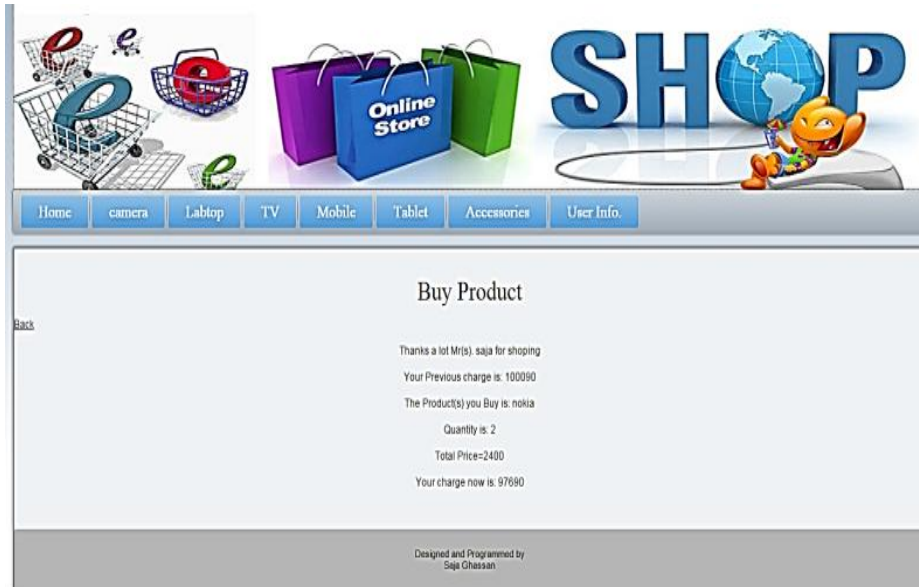 e
e
e
e
e
Online
Store
SHOP
Home camera Labtop TV Mobile Tablet Accessories User Info.
Buy Product
Back
Thanks a lot Mr(s). saja for shoping
Your Previous charge is: 100090
The Product(s) you Buy is: nokia
Quantity is: 2
Total Price=2400
Your charge now is: 97690
Designed and Programmed by
Saja Ghassan